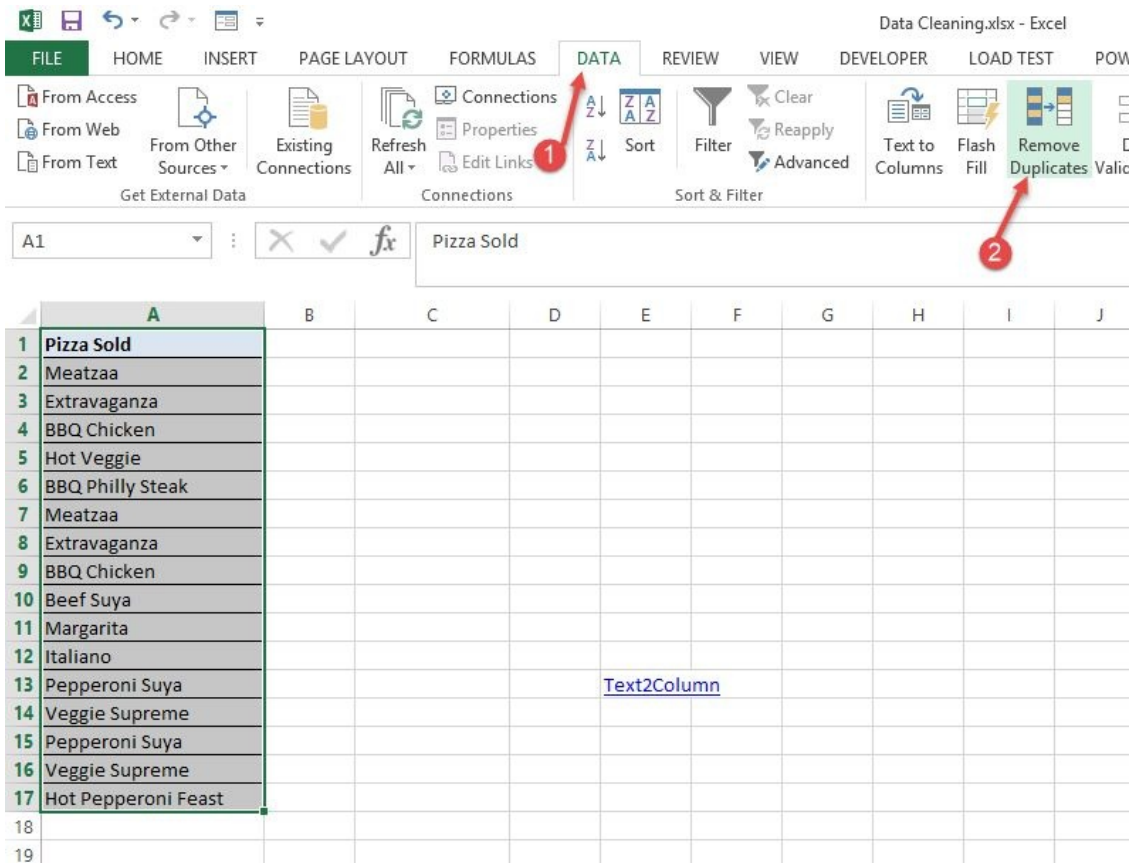 Data Cleaning.xlsx - Excel
FILE HOME INSERT PAGE LAYOUT FORMULAS DATA REVIEW VIEW DEVELOPER LOAD TEST POW
From Access
From Web
From Text
From Other Sources
Get External Data
Existing Connections
Refresh All
Connections
Properties
Edit Links
Connections
1
Sort
Filter
Clear
Reapply
Advanced
Sort & Filter
Text to Columns
Flash Fill
Remove Duplicates
D
Valid
2
A1 fx Pizza Sold
A B C D E F G H I J
1 Pizza Sold
2 Meatzaa
3 Extravaganza
4 BBQ Chicken
5 Hot Veggie
6 BBQ Philly Steak
7 Meatzaa
8 Extravaganza
9 BBQ Chicken
10 Beef Suya
11 Margarita
12 Italiano
13 Pepperoni Suya Text2Column
14 Veggie Supreme
15 Pepperoni Suya
16 Veggie Supreme
17 Hot Pepperoni Feast
18
19